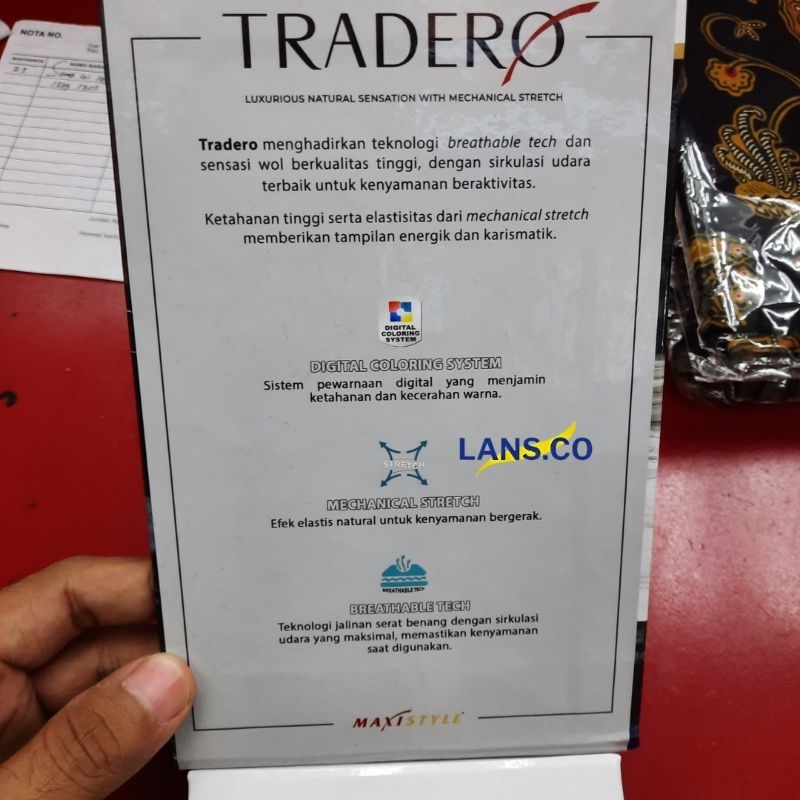 NOTA NO.
TRADERO
LUXURIOUS NATURAL SENSATION WITH MECHANICAL STRETCH
Tradero menghadirkan teknologi breathable tech dan
sensasi wol berkualitas tinggi, dengan sirkulasi udara
terbaik untuk kenyamanan beraktivitas.
Ketahanan tinggi serta elastisitas dari mechanical stretch
memberikan tampilan energik dan karismatik.
DIGITAL
COLORING
SYSTEM
DIGITAL COLORING SYSTEM
Sistem pewarnaan digital yang menjamin
ketahanan dan kecerahan warna.
STRETCH
LANS.CO
MECHANICAL STRETCH
Efek elastis natural untuk kenyamanan bergerak.
BREATHABLE TECH
BREATHABLE TECH
Teknologi jalinan serat benang dengan sirkulasi
udara yang maksimal, memastikan kenyamanan
saat digunakan.
MAXISTYLE